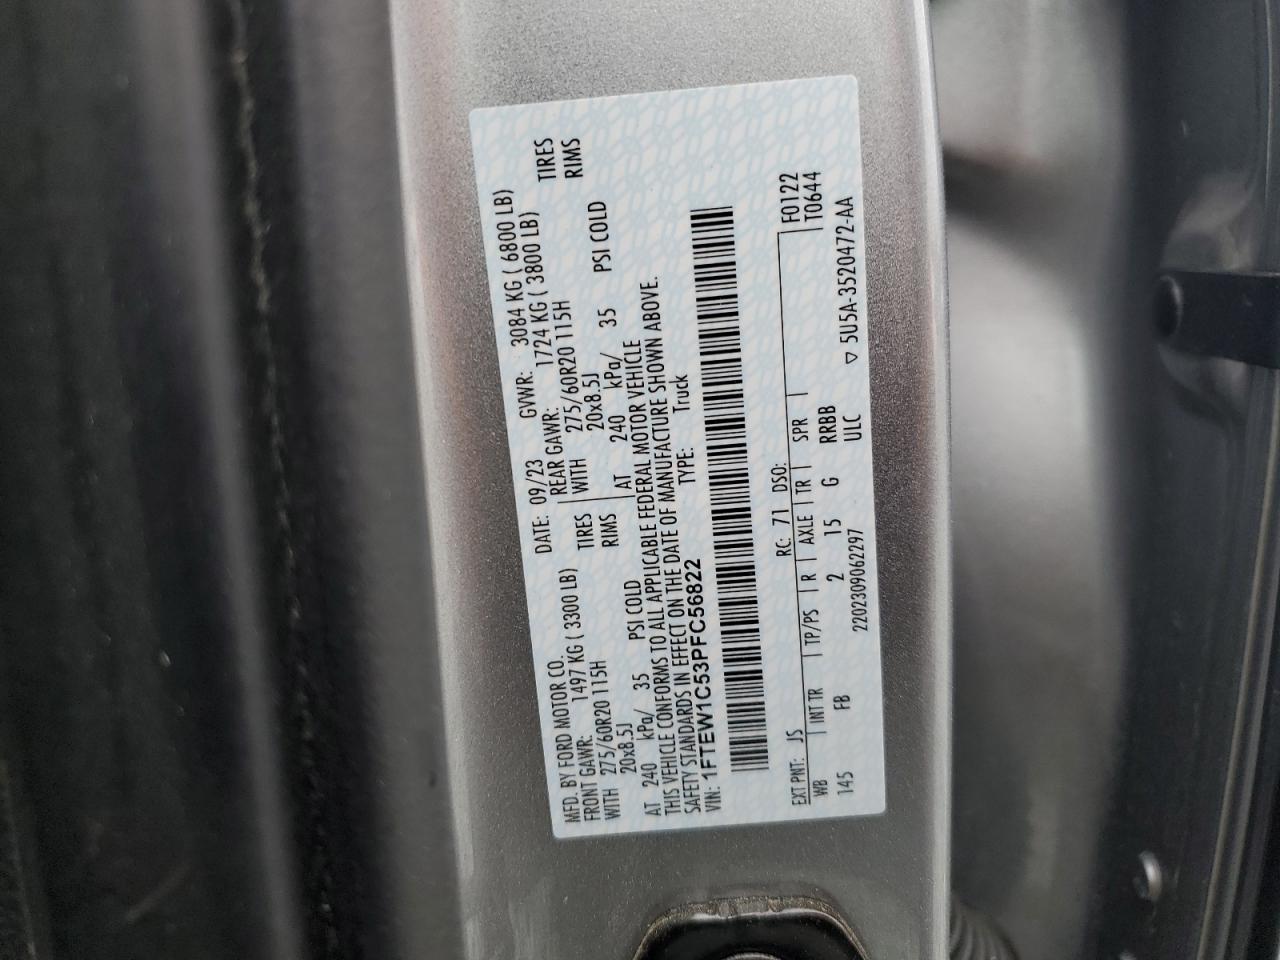 MFD. BY FORD MOTOR CO.
DATE: 09/23 GVWR: 3084 KG ( 6800 LB)
FRONT GAWR: 1497 KG ( 3300 LB) REAR GAWR: 1724 KG ( 3800 LB)
WITH 275/60R20 115H TIRES WITH 275/60R20 115H TIRES
20x8.5J RIMS 20x8.5J RIMS
AT 240 kPa/ 35 PSI COLD AT 240 kPa/ 35 PSI COLD
THIS VEHICLE CONFORMS TO ALL APPLICABLE FEDERAL MOTOR VEHICLE
SAFETY STANDARDS IN EFFECT ON THE DATE OF MANUFACTURE SHOWN ABOVE.
VIN: 1FTEW1C53PFC56822 TYPE: Truck
EXT PNT: JS RC: 71 DSO: F0122
WB INT TR TP/PS R AXLE TR SPR T0644
145 FB 2 15 G RRBB
2202309062297 ULC ▽ 5U5A-3520472-AA